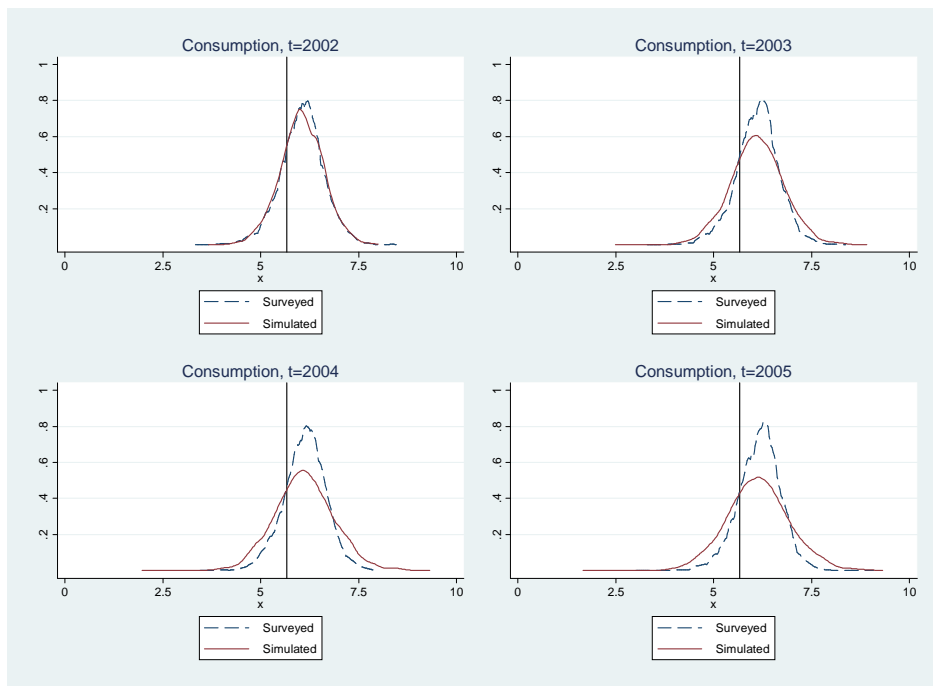 Consumption, t=2002
1
.8
.6
.4
.2
0 2.5 5 7.5 10
x
Surveyed
Simulated
Consumption, t=2003
1
.8
.6
.4
.2
0 2.5 5 7.5 10
x
Surveyed
Simulated
Consumption, t=2004
1
.8
.6
.4
.2
0 2.5 5 7.5 10
x
Surveyed
Simulated
Consumption, t=2005
1
.8
.6
.4
.2
0 2.5 5 7.5 10
x
Surveyed
Simulated